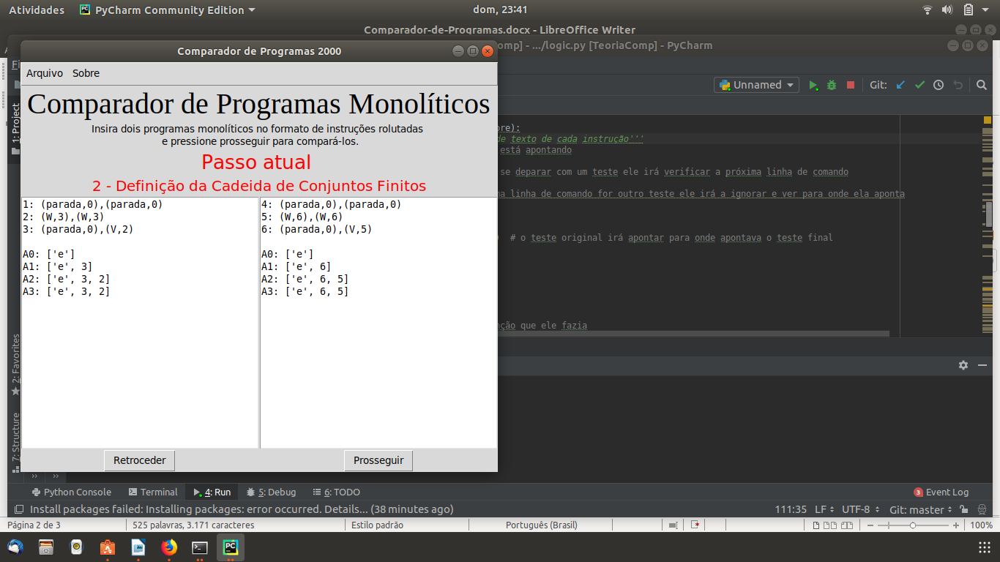 Atividades PyCharm Community Edition dom, 23:41
Comparador-de-Programas.docx - LibreOffice Writer
Comparador de Programas 2000
omp] - .../logic.py [TeoriaComp] - PyCharm
Arquivo Sobre
Unnamed Git:
Comparador de Programas Monolíticos
Insira dois programas monolíticos no formato de instruções rolutadas
e pressione prosseguir para compará-los.
Passo atual
2 - Definição da Cadeida de Conjuntos Finitos
1: (parada,0),(parada,0)
2: (W,3),(W,3)
3: (parada,0),(V,2)
A0: ['e']
A1: ['e', 3]
A2: ['e', 3, 2]
A3: ['e', 3, 2]
4: (parada,0),(parada,0)
5: (W,6),(W,6)
6: (parada,0),(V,5)
A0: ['e']
A1: ['e', 6]
A2: ['e', 6, 5]
A3: ['e', 6, 5]
Retroceder Prosseguir
ore):
de texto de cada instrução'''
está apontando
se deparar com um teste ele irá verificar a próxima linha de comando
ma linha de comando for outro teste ele irá a ignorar e ver para onde ela aponta
) # o teste original irá apontar para onde apontava o teste final
nção que ele fazia
1: Project
2: Favorites
7: Structure
Python Console Terminal 4: Run 5: Debug 6: TODO 3 Event Log
Install packages failed: Installing packages: error occurred. Details... (38 minutes ago) 111:35 LF UTF-8 Git: master
Página 2 de 3 525 palavras, 3.171 caracteres Estilo padrão Português (Brasil) 100%